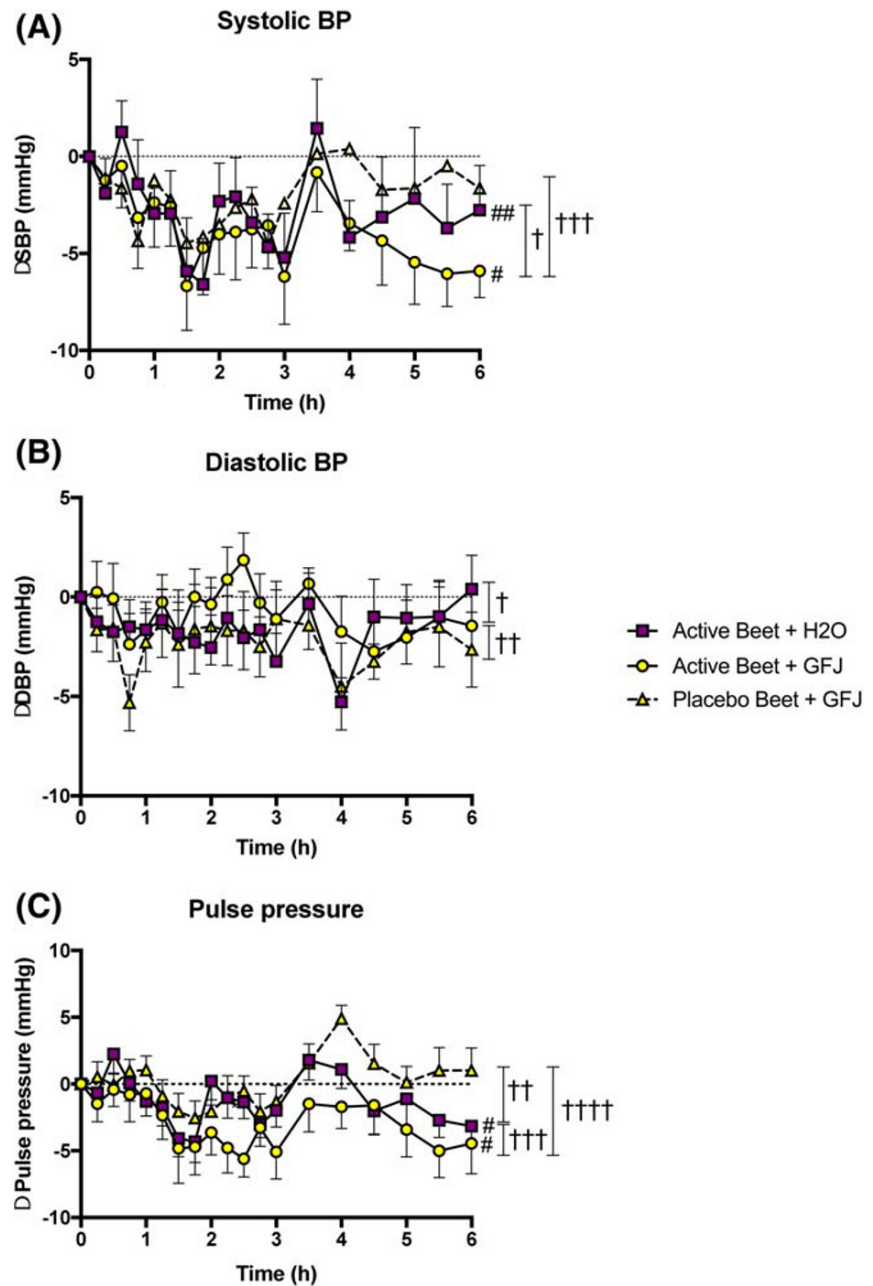 (A)
Systolic BP
5
0
-5
-10
DSBP (mmHg)
0 1 2 3 4 5 6
Time (h)
##
#
†
†††
(B)
Diastolic BP
5
0
-5
-10
DDBP (mmHg)
0 1 2 3 4 5 6
Time (h)
†
††
Active Beet + H2O
Active Beet + GFJ
Placebo Beet + GFJ
(C)
Pulse pressure
10
5
0
-5
-10
D Pulse pressure (mmHg)
0 1 2 3 4 5 6
Time (h)
#
#
††
†††
††††